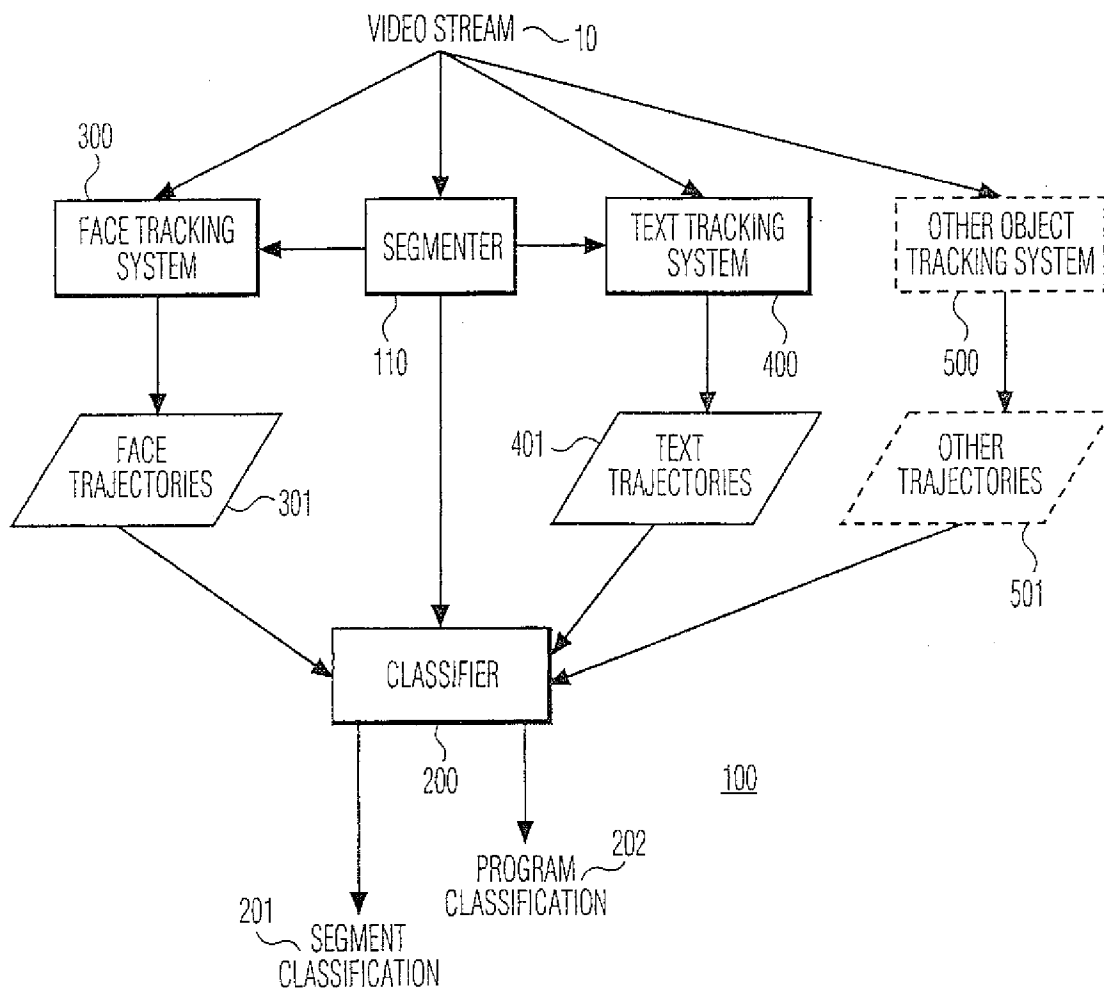 VIDEO STREAM 10
300
FACE TRACKING
SYSTEM
SEGMENTER
110
TEXT TRACKING
SYSTEM
400
OTHER OBJECT
TRACKING SYSTEM
500
FACE
TRAJECTORIES
301
401
TEXT
TRAJECTORIES
OTHER
TRAJECTORIES
501
CLASSIFIER
200
100
PROGRAM
CLASSIFICATION
202
201
SEGMENT
CLASSIFICATION